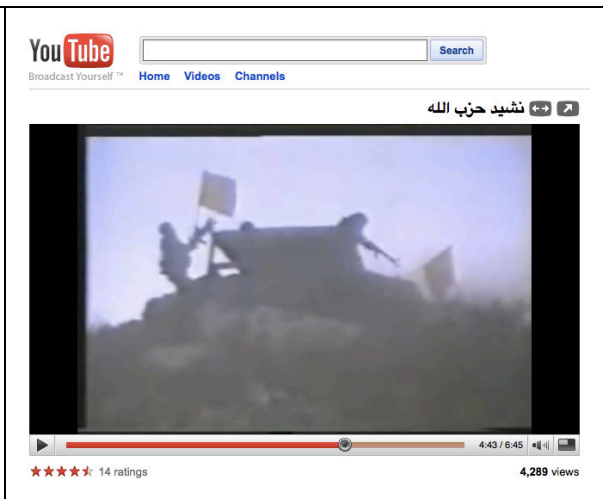 You Tube
Search
Broadcast Yourself ™
Home Videos Channels
نشيد حزب الله
4:43 / 6:45
14 ratings
4,289 views